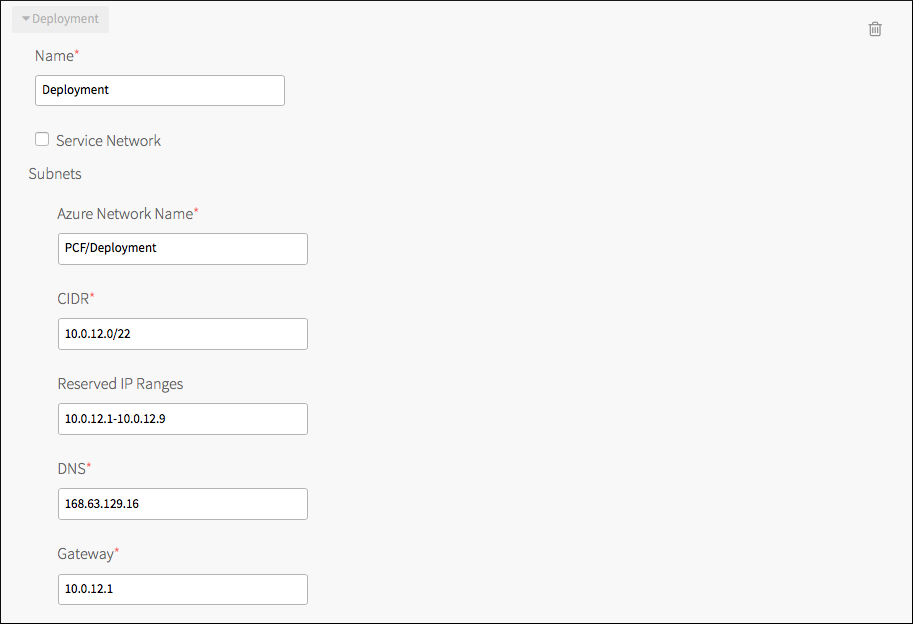 Deployment
Name*
Deployment
Service Network
Subnets
Azure Network Name*
PCF/Deployment
CIDR*
10.0.12.0/22
Reserved IP Ranges
10.0.12.1-10.0.12.9
DNS*
168.63.129.16
Gateway*
10.0.12.1